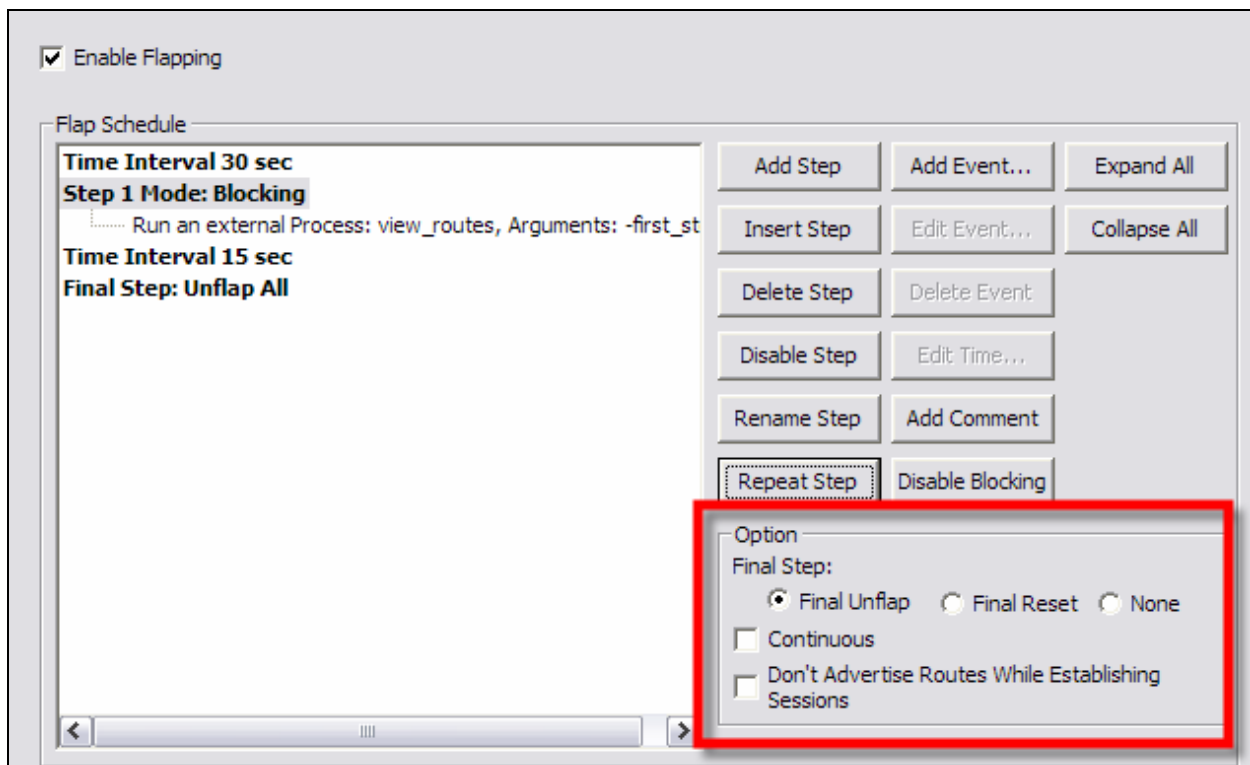 Enable Flapping
Flap Schedule
Time Interval 30 sec
Step 1 Mode: Blocking
Run an external Process: view_routes, Arguments: -first_st
Time Interval 15 sec
Final Step: Unflap All
Add Step
Add Event...
Expand All
Insert Step
Edit Event...
Collapse All
Delete Step
Delete Event
Disable Step
Edit Time...
Rename Step
Add Comment
Repeat Step
Disable Blocking
Option
Final Step:
Final Unflap
Final Reset
None
Continuous
Don't Advertise Routes While Establishing
Sessions